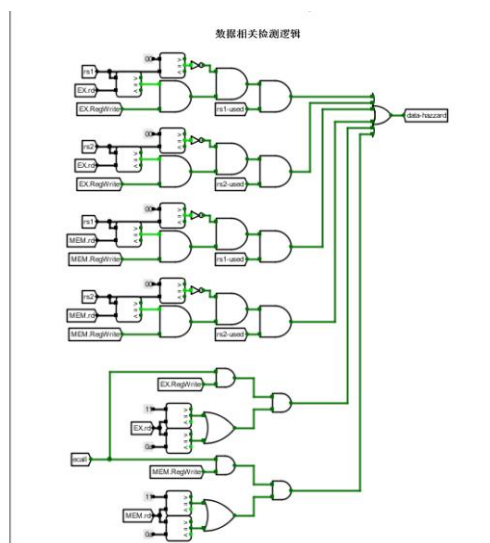 数据相关检测逻辑
00
rs1
EX.rd
EX.RegWrite
rs1-used
data-hazzard
00
rs2
EX.rd
EX.RegWrite
rs2-used
00
rs1
MEM.rd
MEM.RegWrite
rs1-used
00
rs2
MEM.rd
MEM.RegWrite
rs2-used
EX.RegWrite
11
EX.rd
0a
ecall
MEM.RegWrite
11
MEM.rd
0a